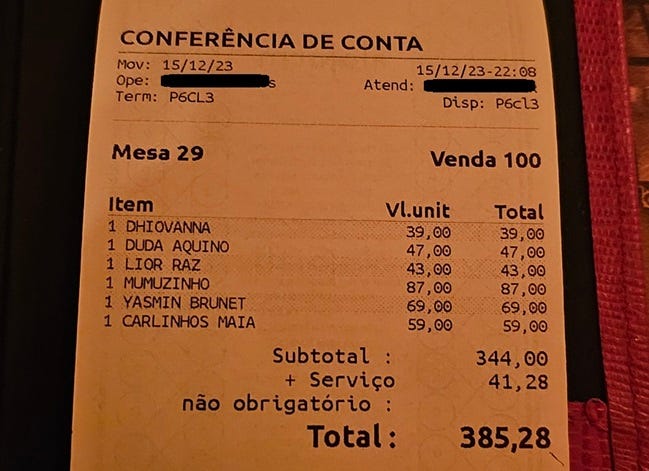 CONFERÊNCIA DE CONTA
Mov: 15/12/23 15/12/23-22:08
Ope: s Atend:
Term: P6CL3 Disp: P6cl3
Mesa 29 Venda 100
Item Vl.unit Total
1 DHIOVANNA 39,00 39,00
1 DUDA AQUINO 47,00 47,00
1 LIOR RAZ 43,00 43,00
1 MUMUZINHO 87,00 87,00
1 YASMIN BRUNET 69,00 69,00
1 CARLINHOS MAIA 59,00 59,00
Subtotal : 344,00
+ Serviço 41,28
não obrigatório :
Total: 385,28